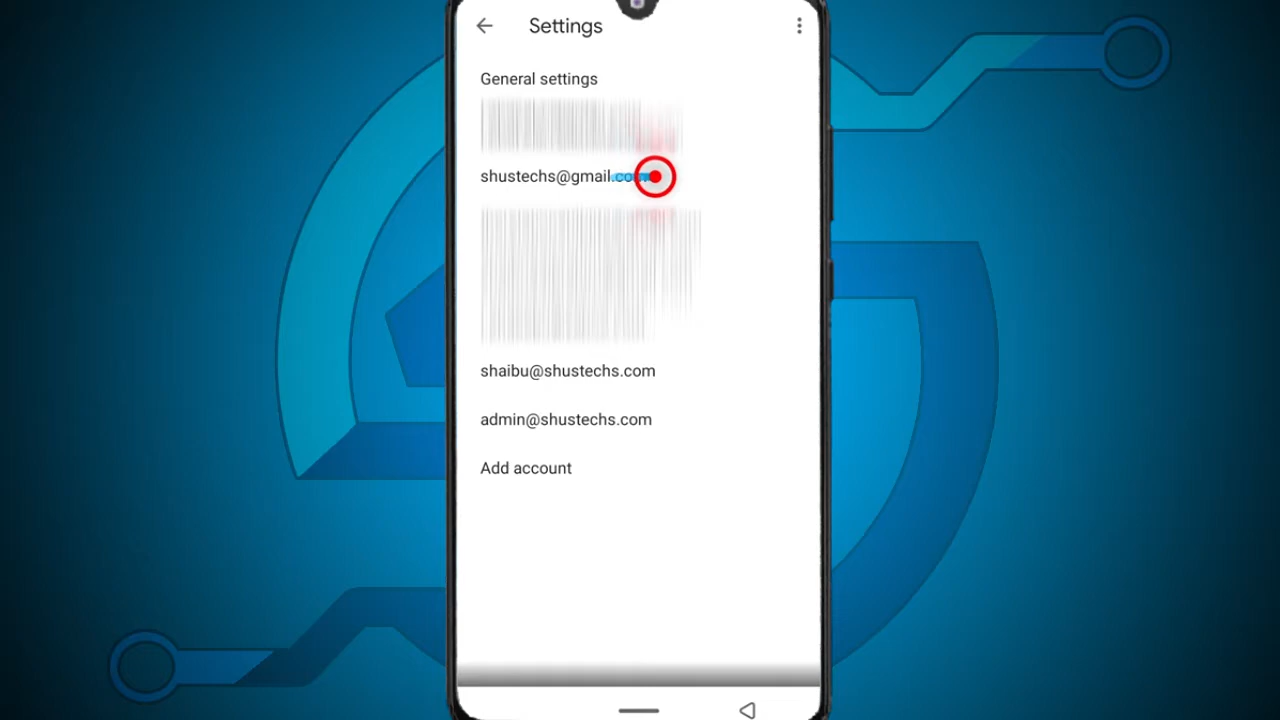 Settings
General settings
shustechs@gmail.com
shaibu@shustechs.com
admin@shustechs.com
Add account